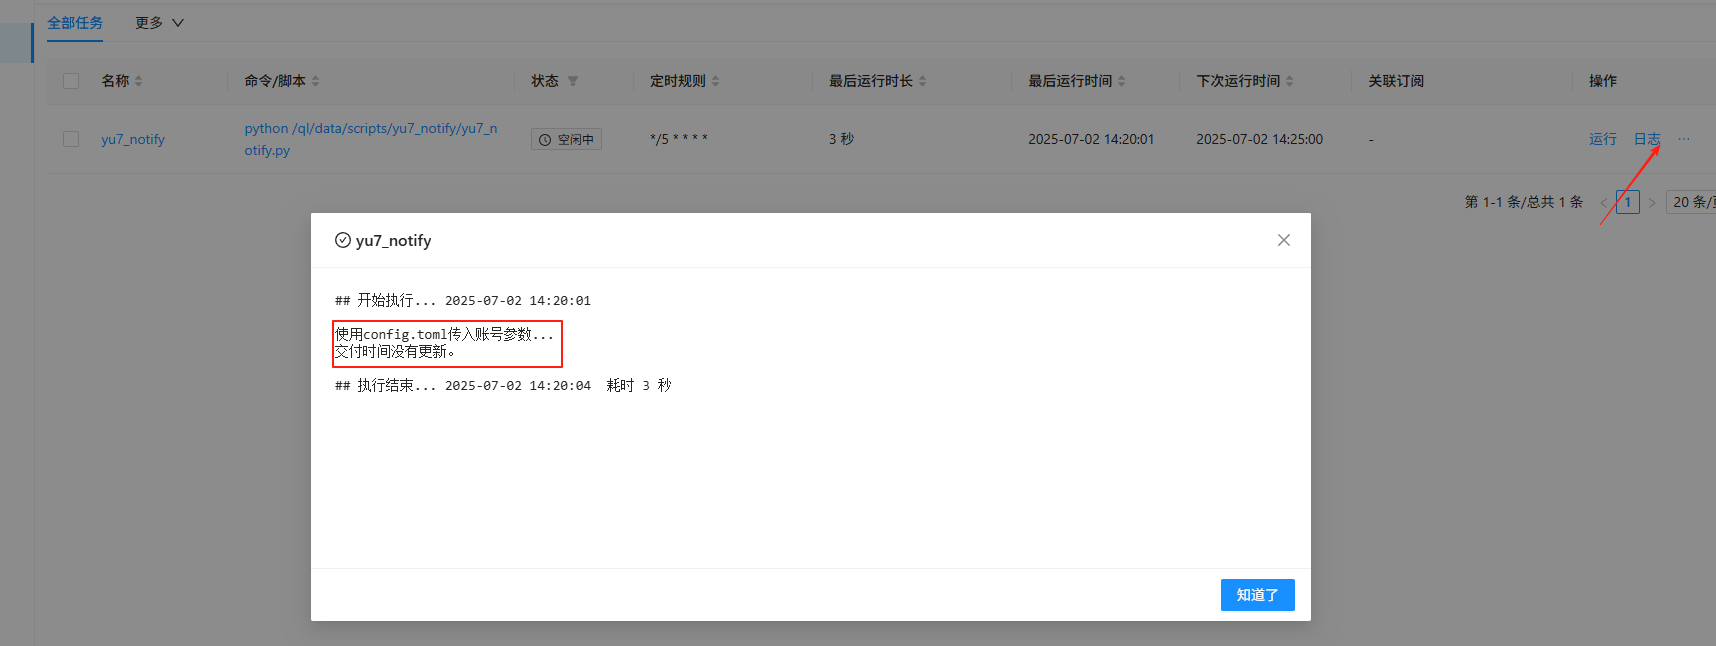 全部任务 更多
名称 命令/脚本 状态 定时规则 最后运行时长 最后运行时间 下次运行时间 关联订阅 操作
yu7_notify python /ql/data/scripts/yu7_notify/yu7_n
otify.py 空闲中 */5 * * * * 3 秒 2025-07-02 14:20:01 2025-07-02 14:25:00 - 运行 日志 ···
第 1-1 条/总共 1 条 < 1 > 20 条/
yu7_notify
## 开始执行... 2025-07-02 14:20:01
使用config.toml传入账号参数...
交付时间没有更新。
## 执行结束... 2025-07-02 14:20:04 耗时 3 秒
知道了